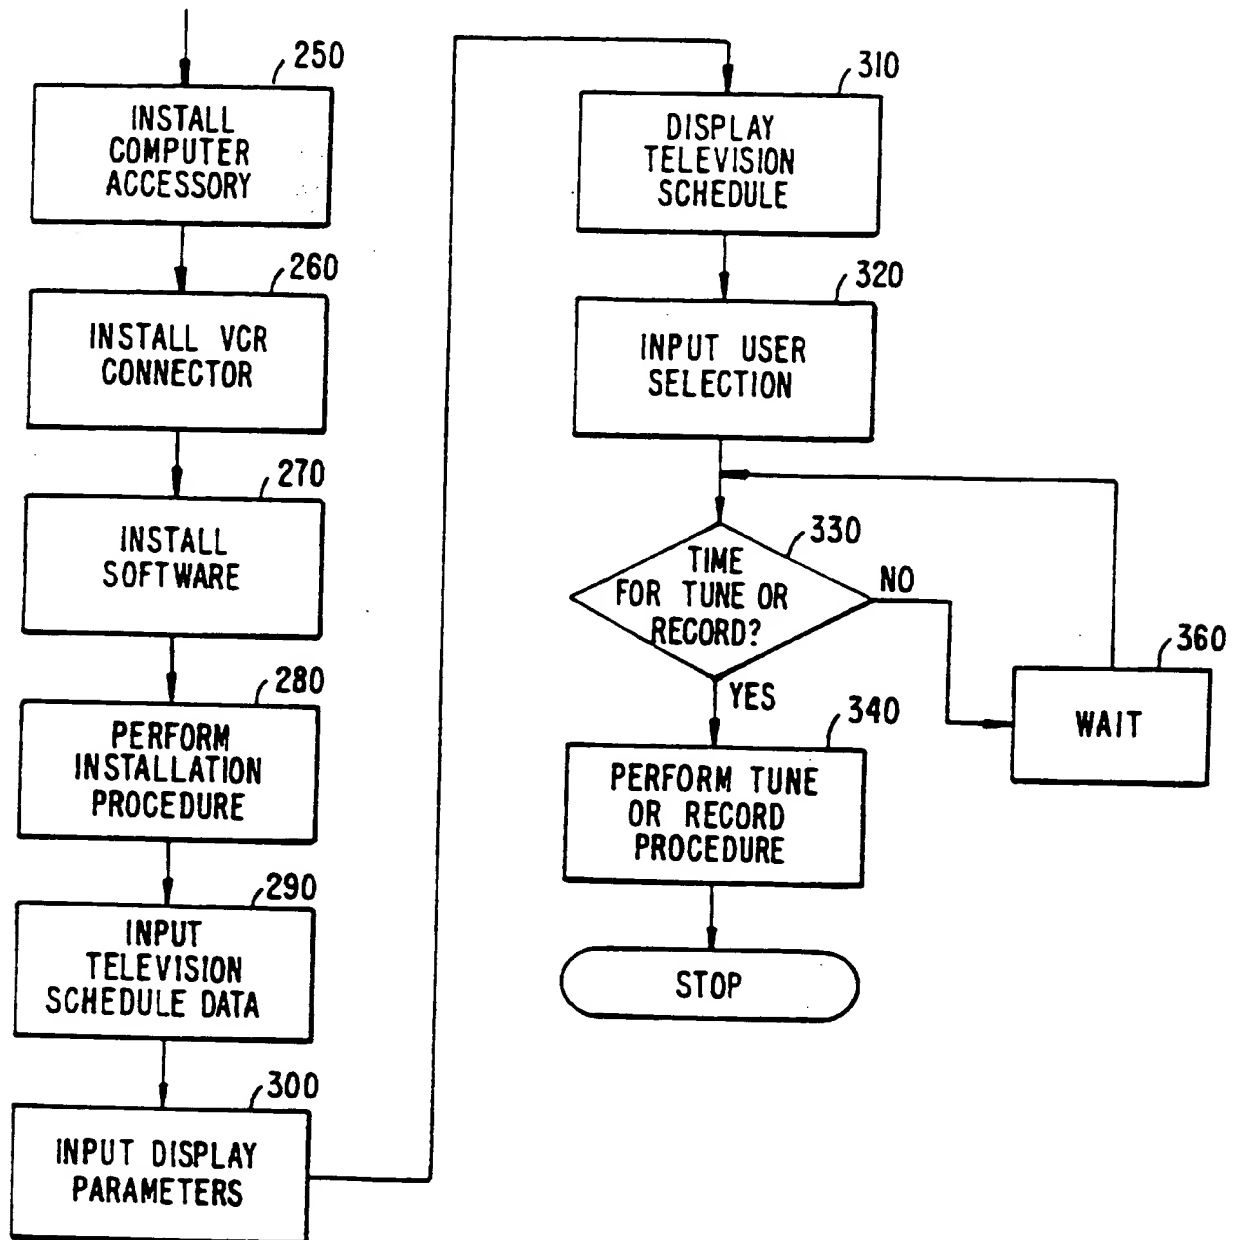 250
INSTALL
COMPUTER
ACCESSORY
260
INSTALL VCR
CONNECTOR
270
INSTALL
SOFTWARE
280
PERFORM
INSTALLATION
PROCEDURE
290
INPUT
TELEVISION
SCHEDULE DATA
300
INPUT DISPLAY
PARAMETERS
310
DISPLAY
TELEVISION
SCHEDULE
320
INPUT USER
SELECTION
330
TIME
FOR TUNE OR
RECORD?
NO
YES
360
WAIT
340
PERFORM TUNE
OR RECORD
PROCEDURE
STOP